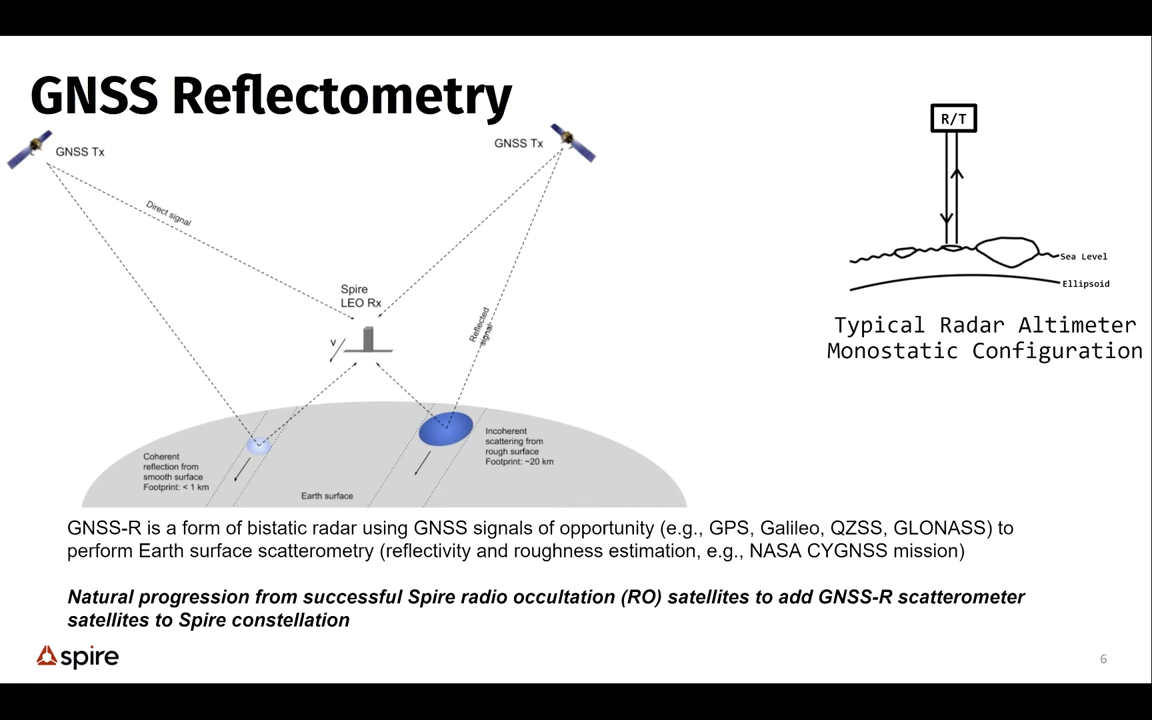 GNSS Reflectometry
GNSS Tx
GNSS Tx
Direct signal
Spire
LEO Rx
v
Reflected
signal
Coherent
reflection from
smooth surface
Footprint: < 1 km
Incoherent
scattering from
rough surface
Footprint: ~20 km
Earth surface
R/T
Sea Level
Ellipsoid
Typical Radar Altimeter
Monostatic Configuration
GNSS-R is a form of bistatic radar using GNSS signals of opportunity (e.g., GPS, Galileo, QZSS, GLONASS) to
perform Earth surface scatterometry (reflectivity and roughness estimation, e.g., NASA CYGNSS mission)
Natural progression from successful Spire radio occultation (RO) satellites to add GNSS-R scatterometer
satellites to Spire constellation
spire
6